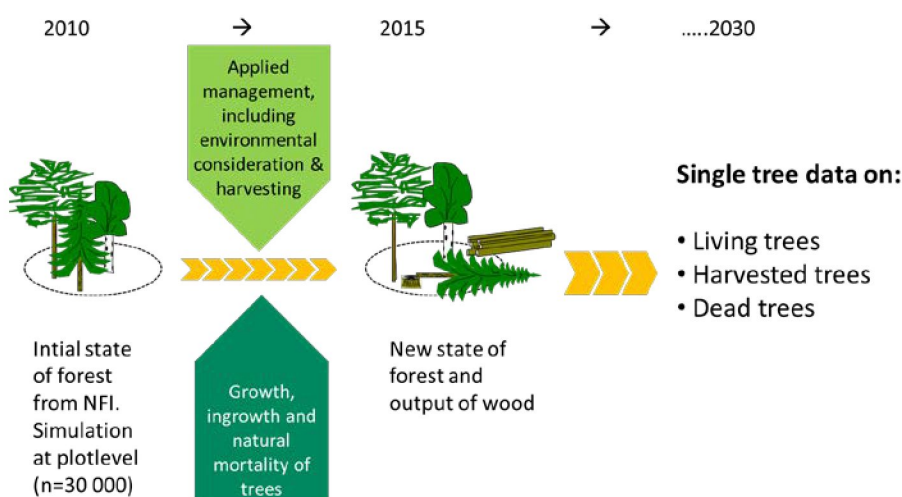 2010 → 2015 → .....2030
Applied
management,
including
environmental
consideration &
harvesting
Single tree data on:
• Living trees
• Harvested trees
• Dead trees
Intial state
of forest
from NFI.
Simulation
at plotlevel
(n=30 000)
Growth,
ingrowth and
natural
mortality of
trees
New state of
forest and
output of wood